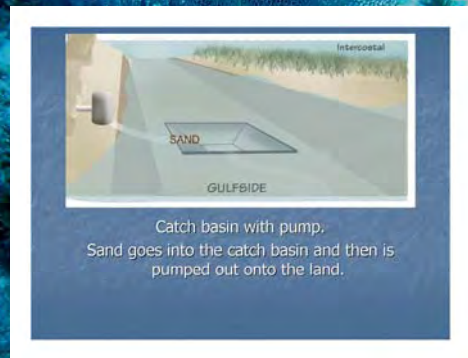 Intercoastal
SAND
GULFSIDE
Catch basin with pump.
Sand goes into the catch basin and then is
pumped out onto the land.